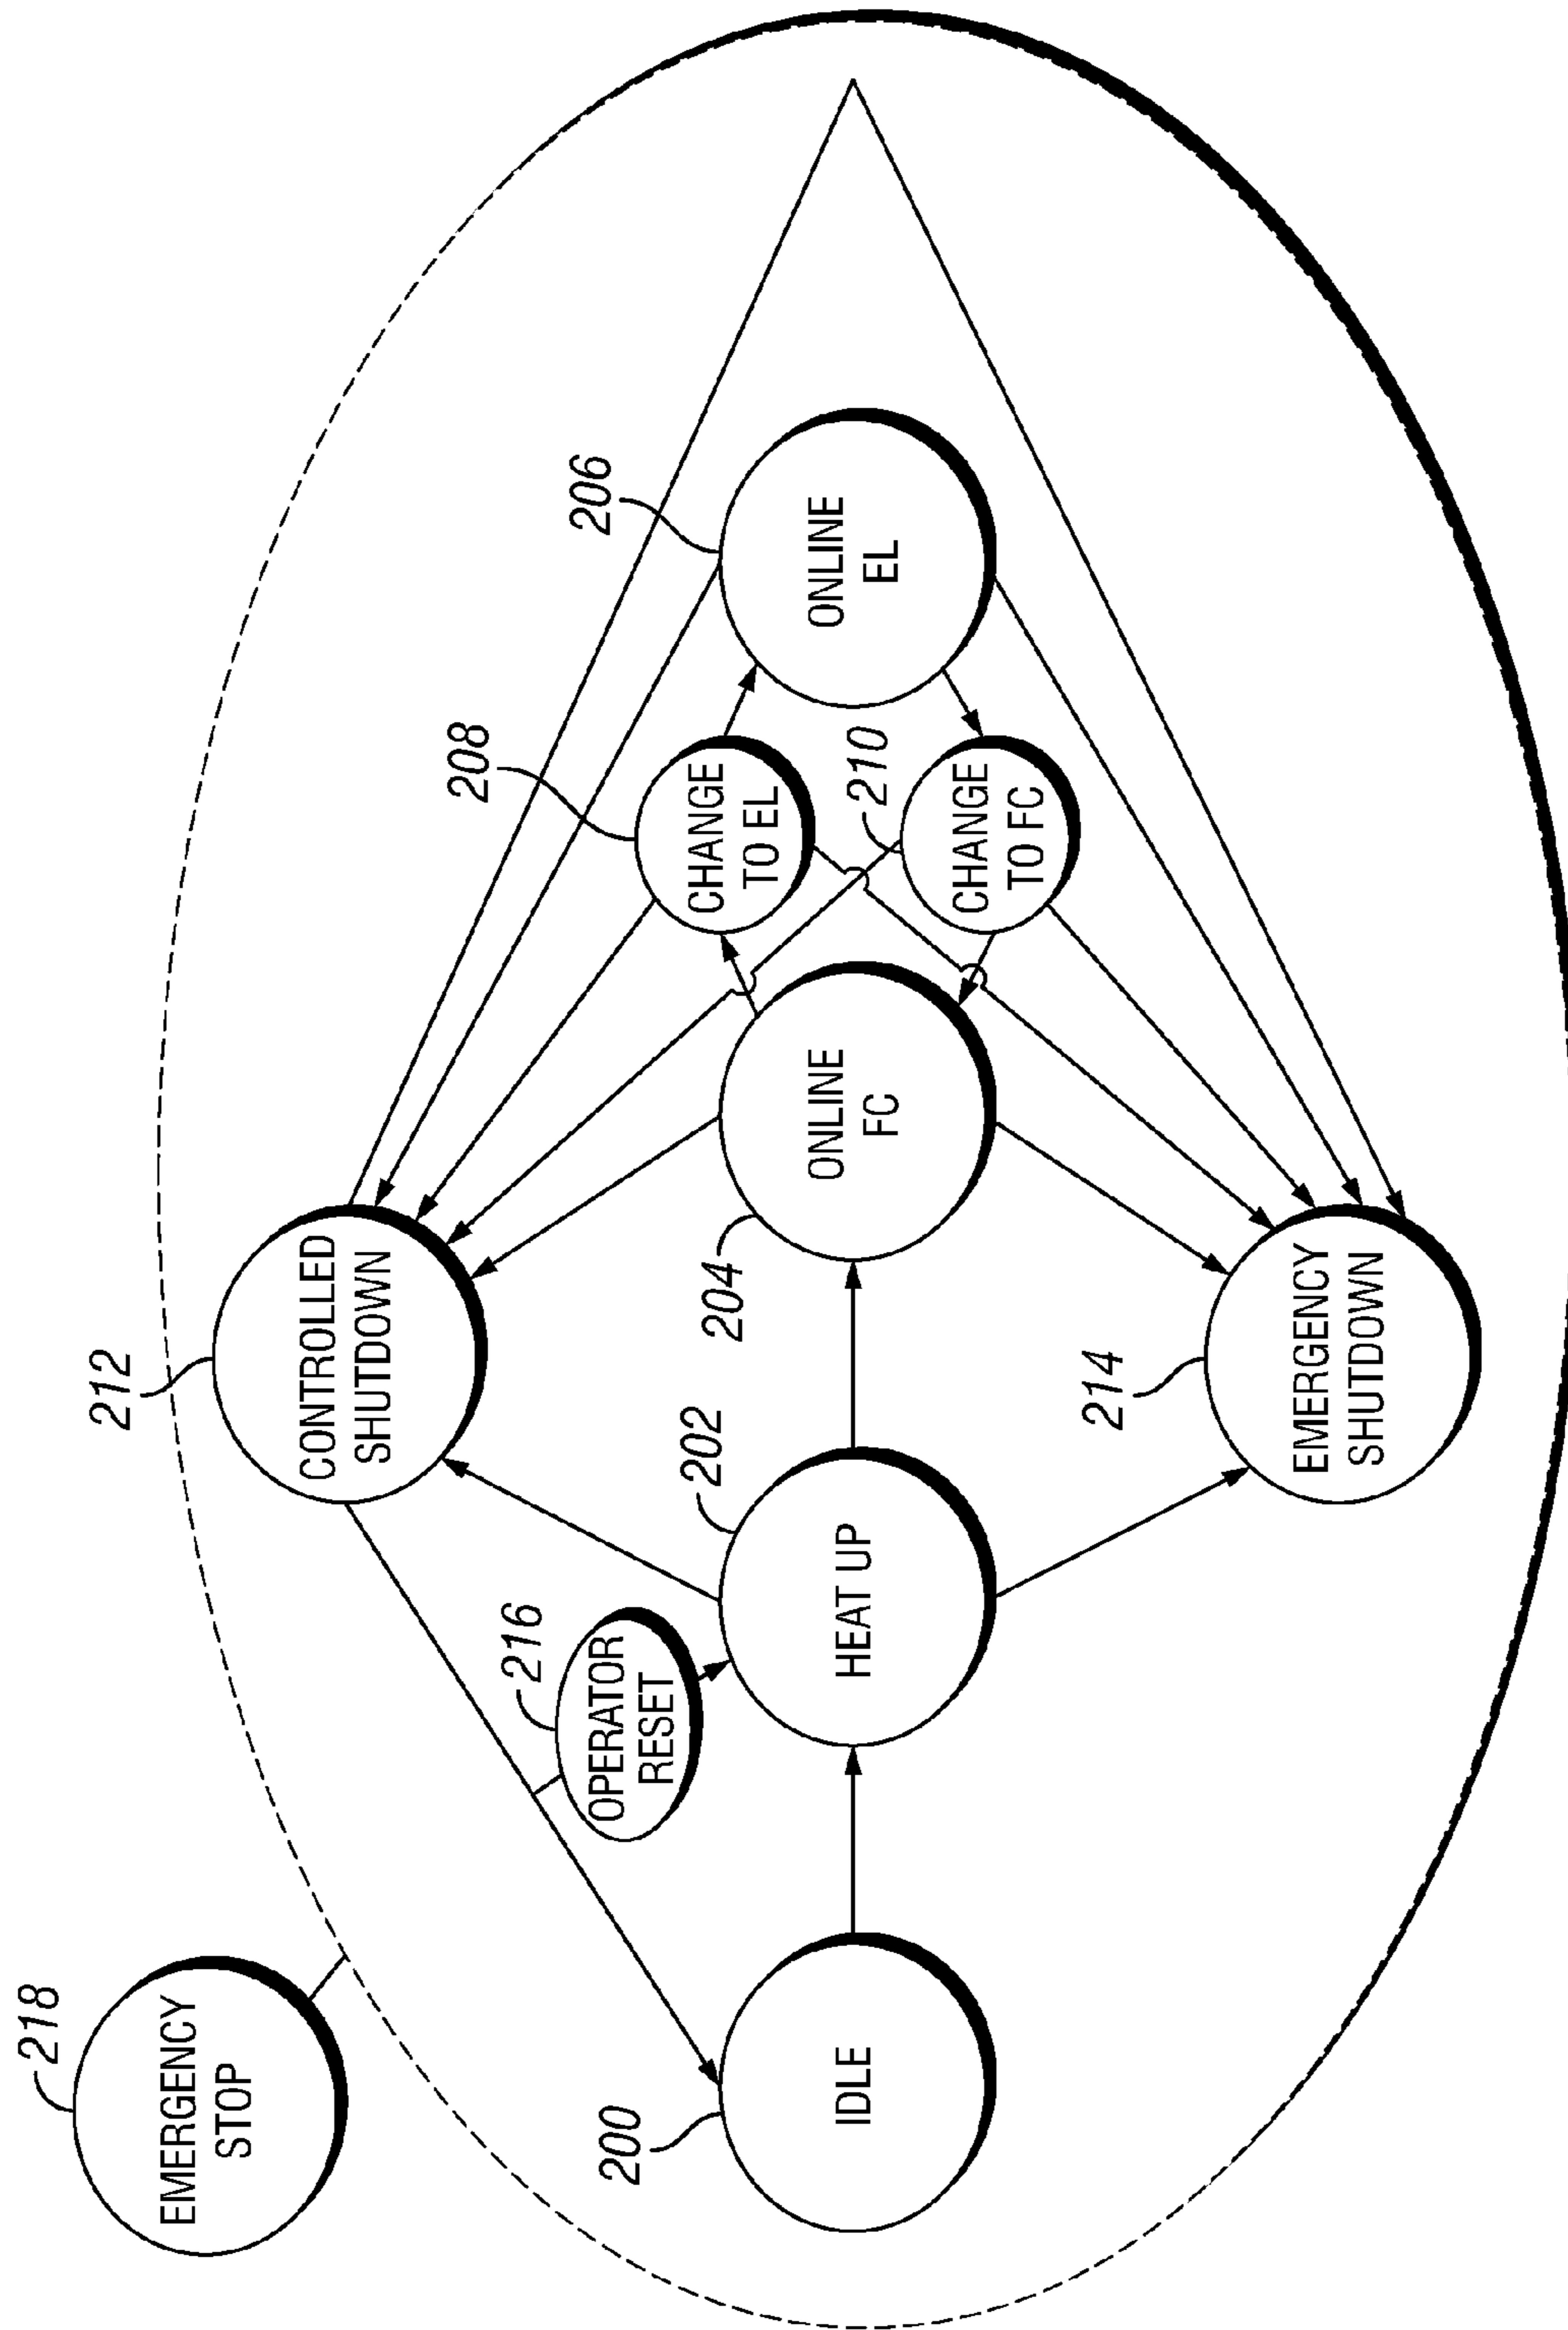 218
EMERGENCY
STOP
212
CONTROLLED
SHUTDOWN
216
OPERATOR
RESET
208
CHANGE
TO EL
206
ONLINE
EL
200
IDLE
202
HEAT UP
204
ONLINE
FC
210
CHANGE
TO FC
214
EMERGENCY
SHUTDOWN